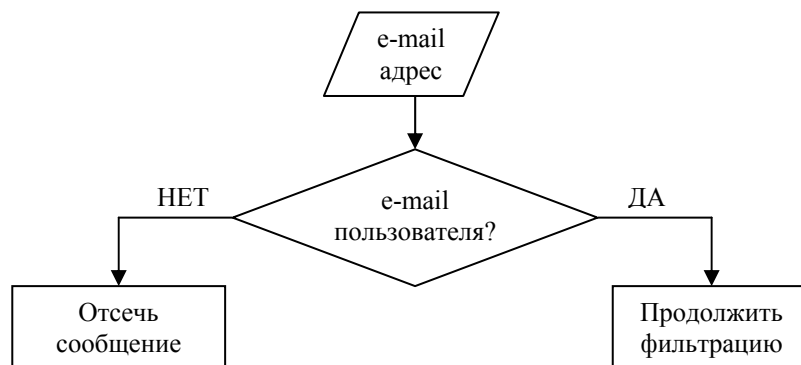 e-mail
адрес
НЕТ
e-mail
пользователя?
ДА
Отсечь
сообщение
Продолжить
фильтрацию